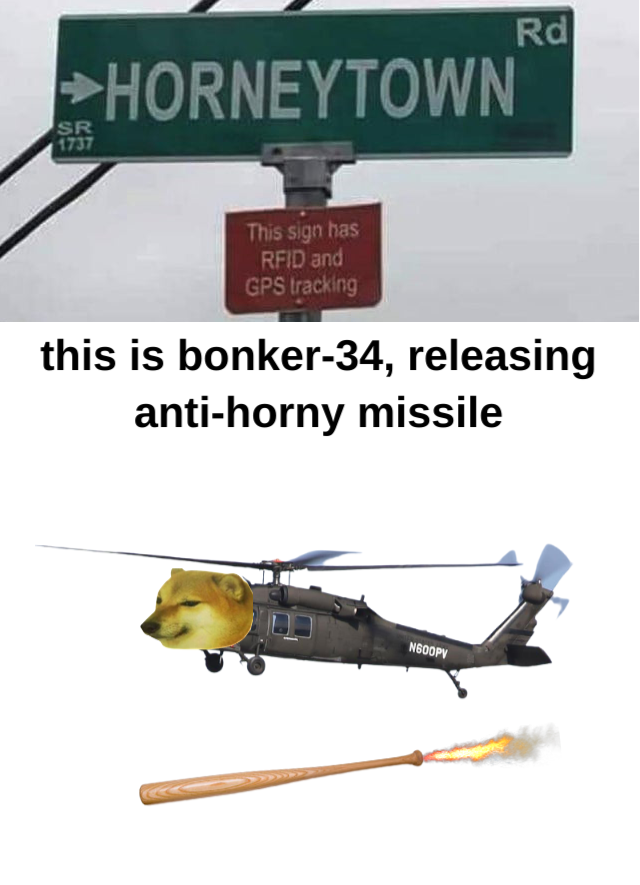 Rd
HORNEYTOWN
SR
1737
This sign has
RFID and
GPS tracking
this is bonker-34, releasing
anti-horny missile
N600PV